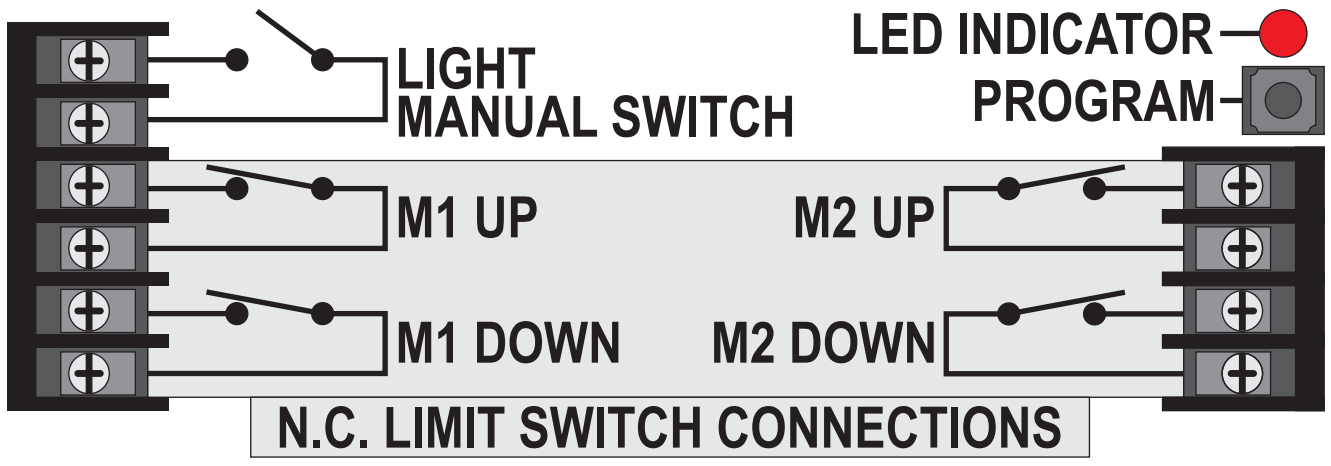 LED INDICATOR
PROGRAM
LIGHT
MANUAL SWITCH
M1 UP
M2 UP
M1 DOWN
M2 DOWN
N.C. LIMIT SWITCH CONNECTIONS